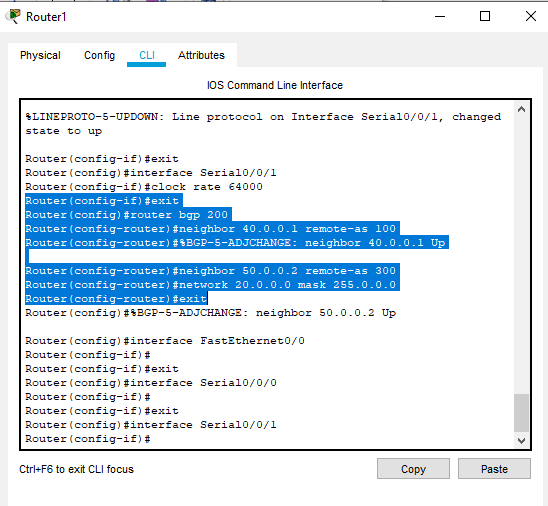 Router1
Physical Config CLI Attributes
IOS Command Line Interface
%LINEPROTO-5-UPDOWN: Line protocol on Interface Serial0/0/1, changed
state to up
Router(config-if)#exit
Router(config)#interface Serial0/0/1
Router(config-if)#clock rate 64000
Router(config-if)#exit
Router(config)#router bgp 200
Router(config-router)#neighbor 40.0.0.1 remote-as 100
Router(config-router)#%BGP-5-ADJCHANGE: neighbor 40.0.0.1 Up
Router(config-router)#neighbor 50.0.0.2 remote-as 300
Router(config-router)#network 20.0.0.0 mask 255.0.0.0
Router(config-router)#exit
Router(config)#%BGP-5-ADJCHANGE: neighbor 50.0.0.2 Up
Router(config)#interface FastEthernet0/0
Router(config-if)#
Router(config-if)#exit
Router(config)#interface Serial0/0/0
Router(config-if)#
Router(config-if)#exit
Router(config)#interface Serial0/0/1
Router(config-if)#
Ctrl+F6 to exit CLI focus
Copy Paste